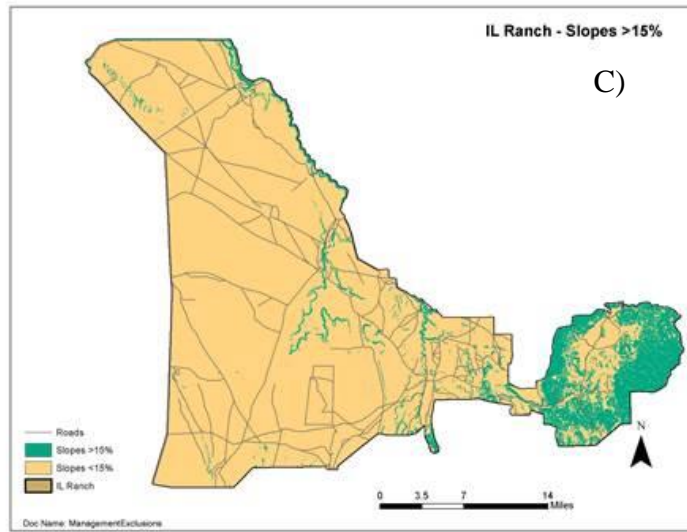 IL Ranch - Slopes >15%
C)
Roads
Slopes >15%
Slopes <15%
IL Ranch
N
0 3.5 7 14
Miles
Doc Name: ManagementExclusions